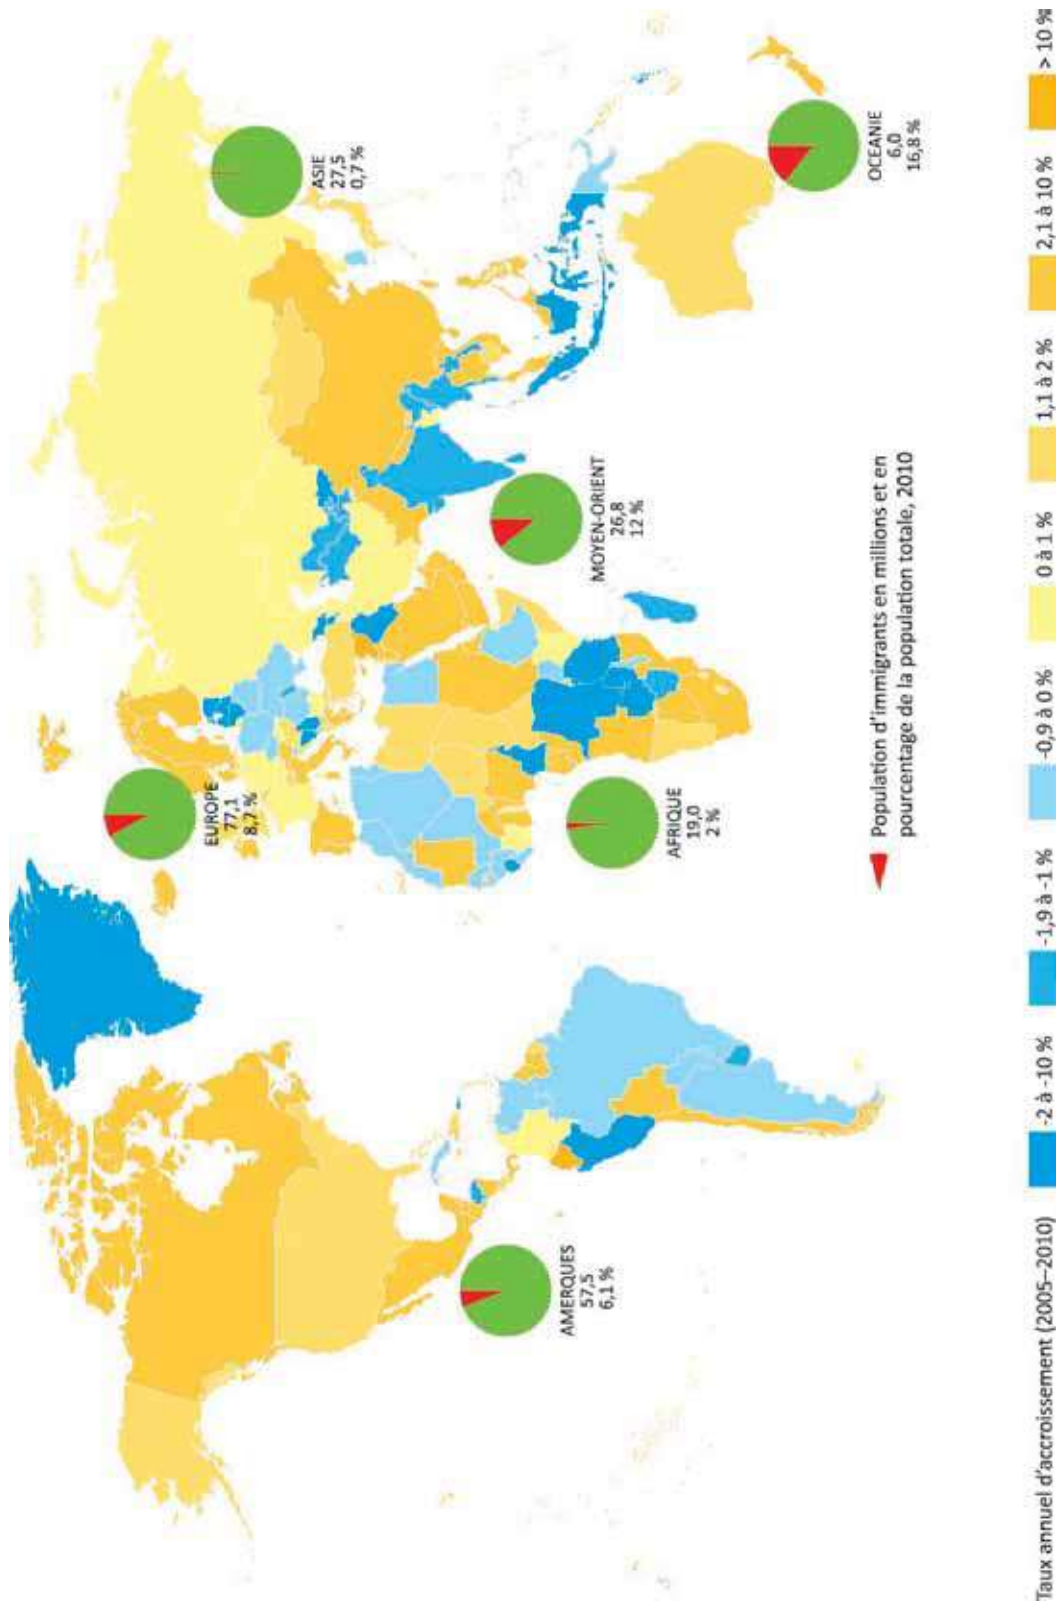 EUROPE
77,1
8,7 %
ASIE
27,5
0,7 %
AMERQUES
57,5
6,1 %
MOYEN-ORIENT
26,8
12 %
AFRIQUE
19,0
2 %
OCEANIE
6,0
16,8 %
Population d'immigrants en millions et en
pourcentage de la population totale, 2010
Taux annuel d'accroissement (2005–2010)
-2 à -10 %
-1,9 à -1 %
-0,9 à 0 %
0 à 1 %
1,1 à 2 %
2,1 à 10 %
> 10 %